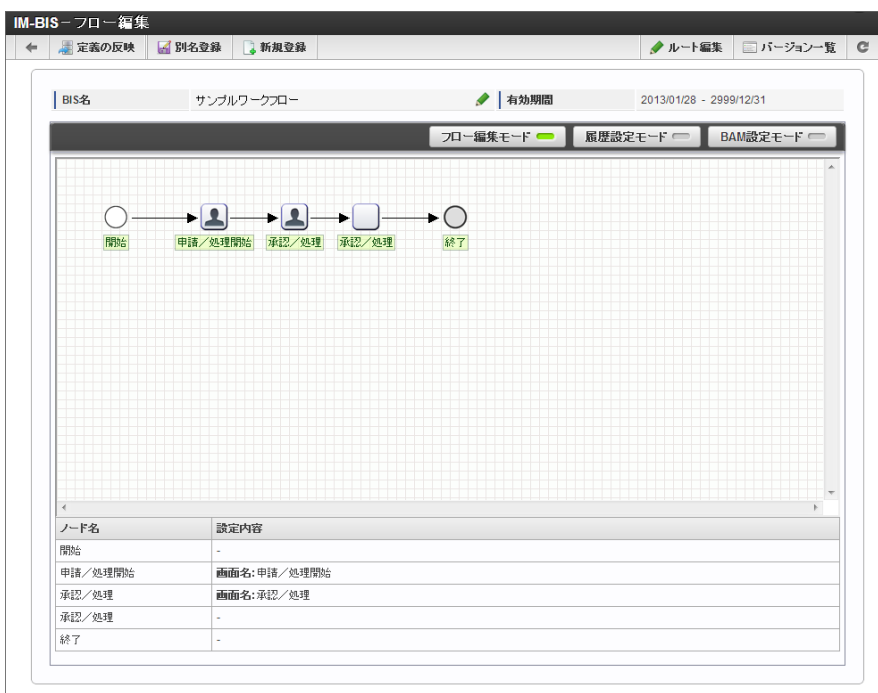 IM-BIS－フロー編集
定義の反映 別名登録 新規登録 ルート編集 バージョン一覧
BIS名 サンプルワークフロー 有効期間 2013/01/28 - 2999/12/31
フロー編集モード 履歴設定モード BAM設定モード
開始 申請／処理開始 承認／処理 承認／処理 終了
ノード名 設定内容
開始 -
申請／処理開始 画面名:申請／処理開始
承認／処理 画面名:承認／処理
承認／処理 -
終了 -